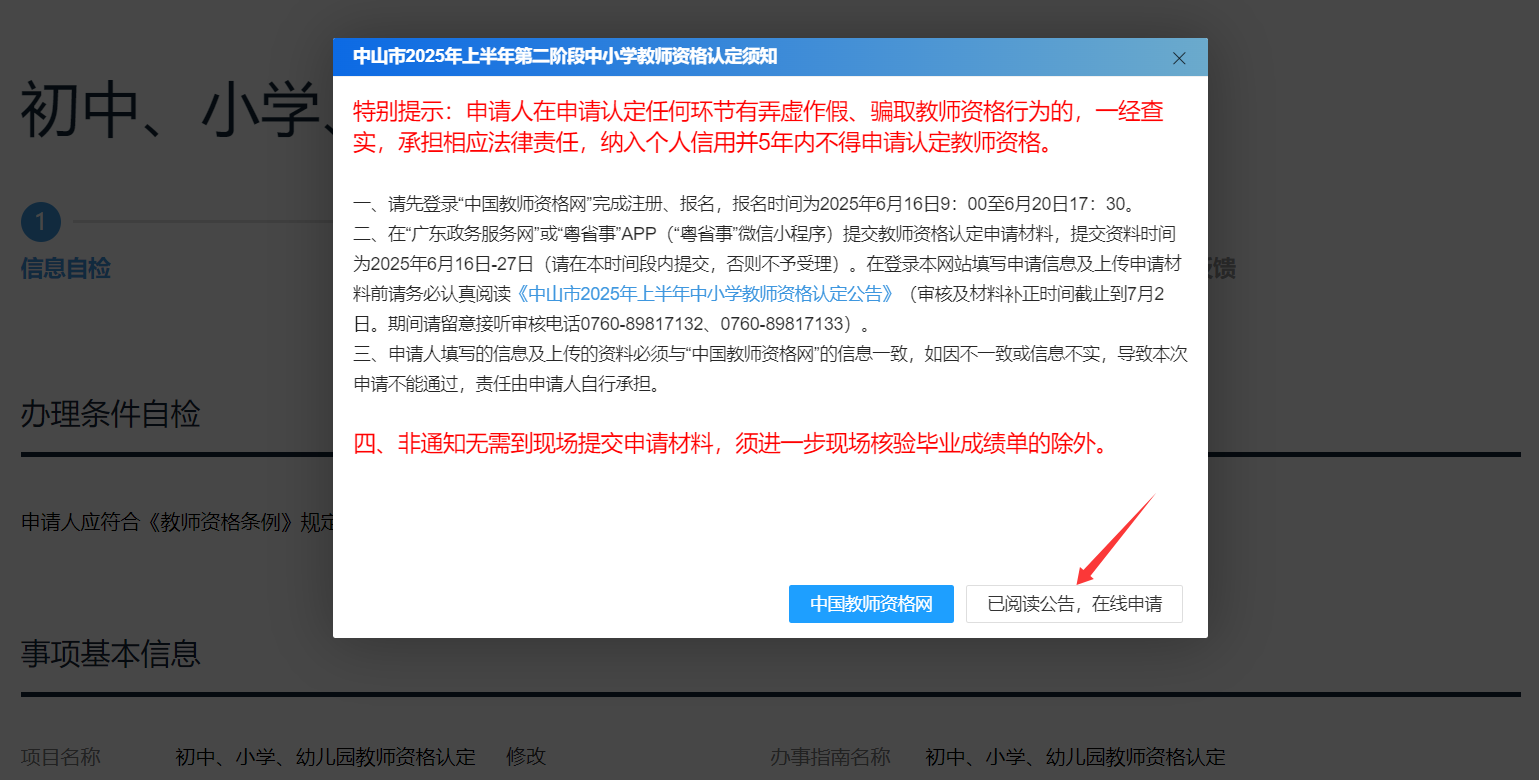 中山市2025年上半年第二阶段中小学教师资格认定须知
初中、小学、
特别提示：申请人在申请认定任何环节有弄虚作假、骗取教师资格行为的，一经查
实，承担相应法律责任，纳入个人信用并5年内不得申请认定教师资格。
一、请先登录“中国教师资格网”完成注册、报名，报名时间为2025年6月16日9：00至6月20日17：30。
1
二、在“广东政务服务网”或“粤省事”APP（“粤省事”微信小程序）提交教师资格认定申请材料，提交资料时间
为2025年6月16日-27日（请在本时间段内提交，否则不予受理）。在登录本网站填写申请信息及上传申请材
信息自检
馈
料前请务必认真阅读《中山市2025年上半年中小学教师资格认定公告》（审核及材料补正时间截止到7月2
日。期间请留意接听审核电话0760-89817132、0760-89817133）。
三、申请人填写的信息及上传的资料必须与“中国教师资格网”的信息一致，如因不一致或信息不实，导致本次
申请不能通过，责任由申请人自行承担。
办理条件自检
四、非通知无需到现场提交申请材料，须进一步现场核验毕业成绩单的除外。
申请人应符合《教师资格条例》规定
中国教师资格网
已阅读公告，在线申请
事项基本信息
项目名称 初中、小学、幼儿园教师资格认定 修改 办事指南名称 初中、小学、幼儿园教师资格认定